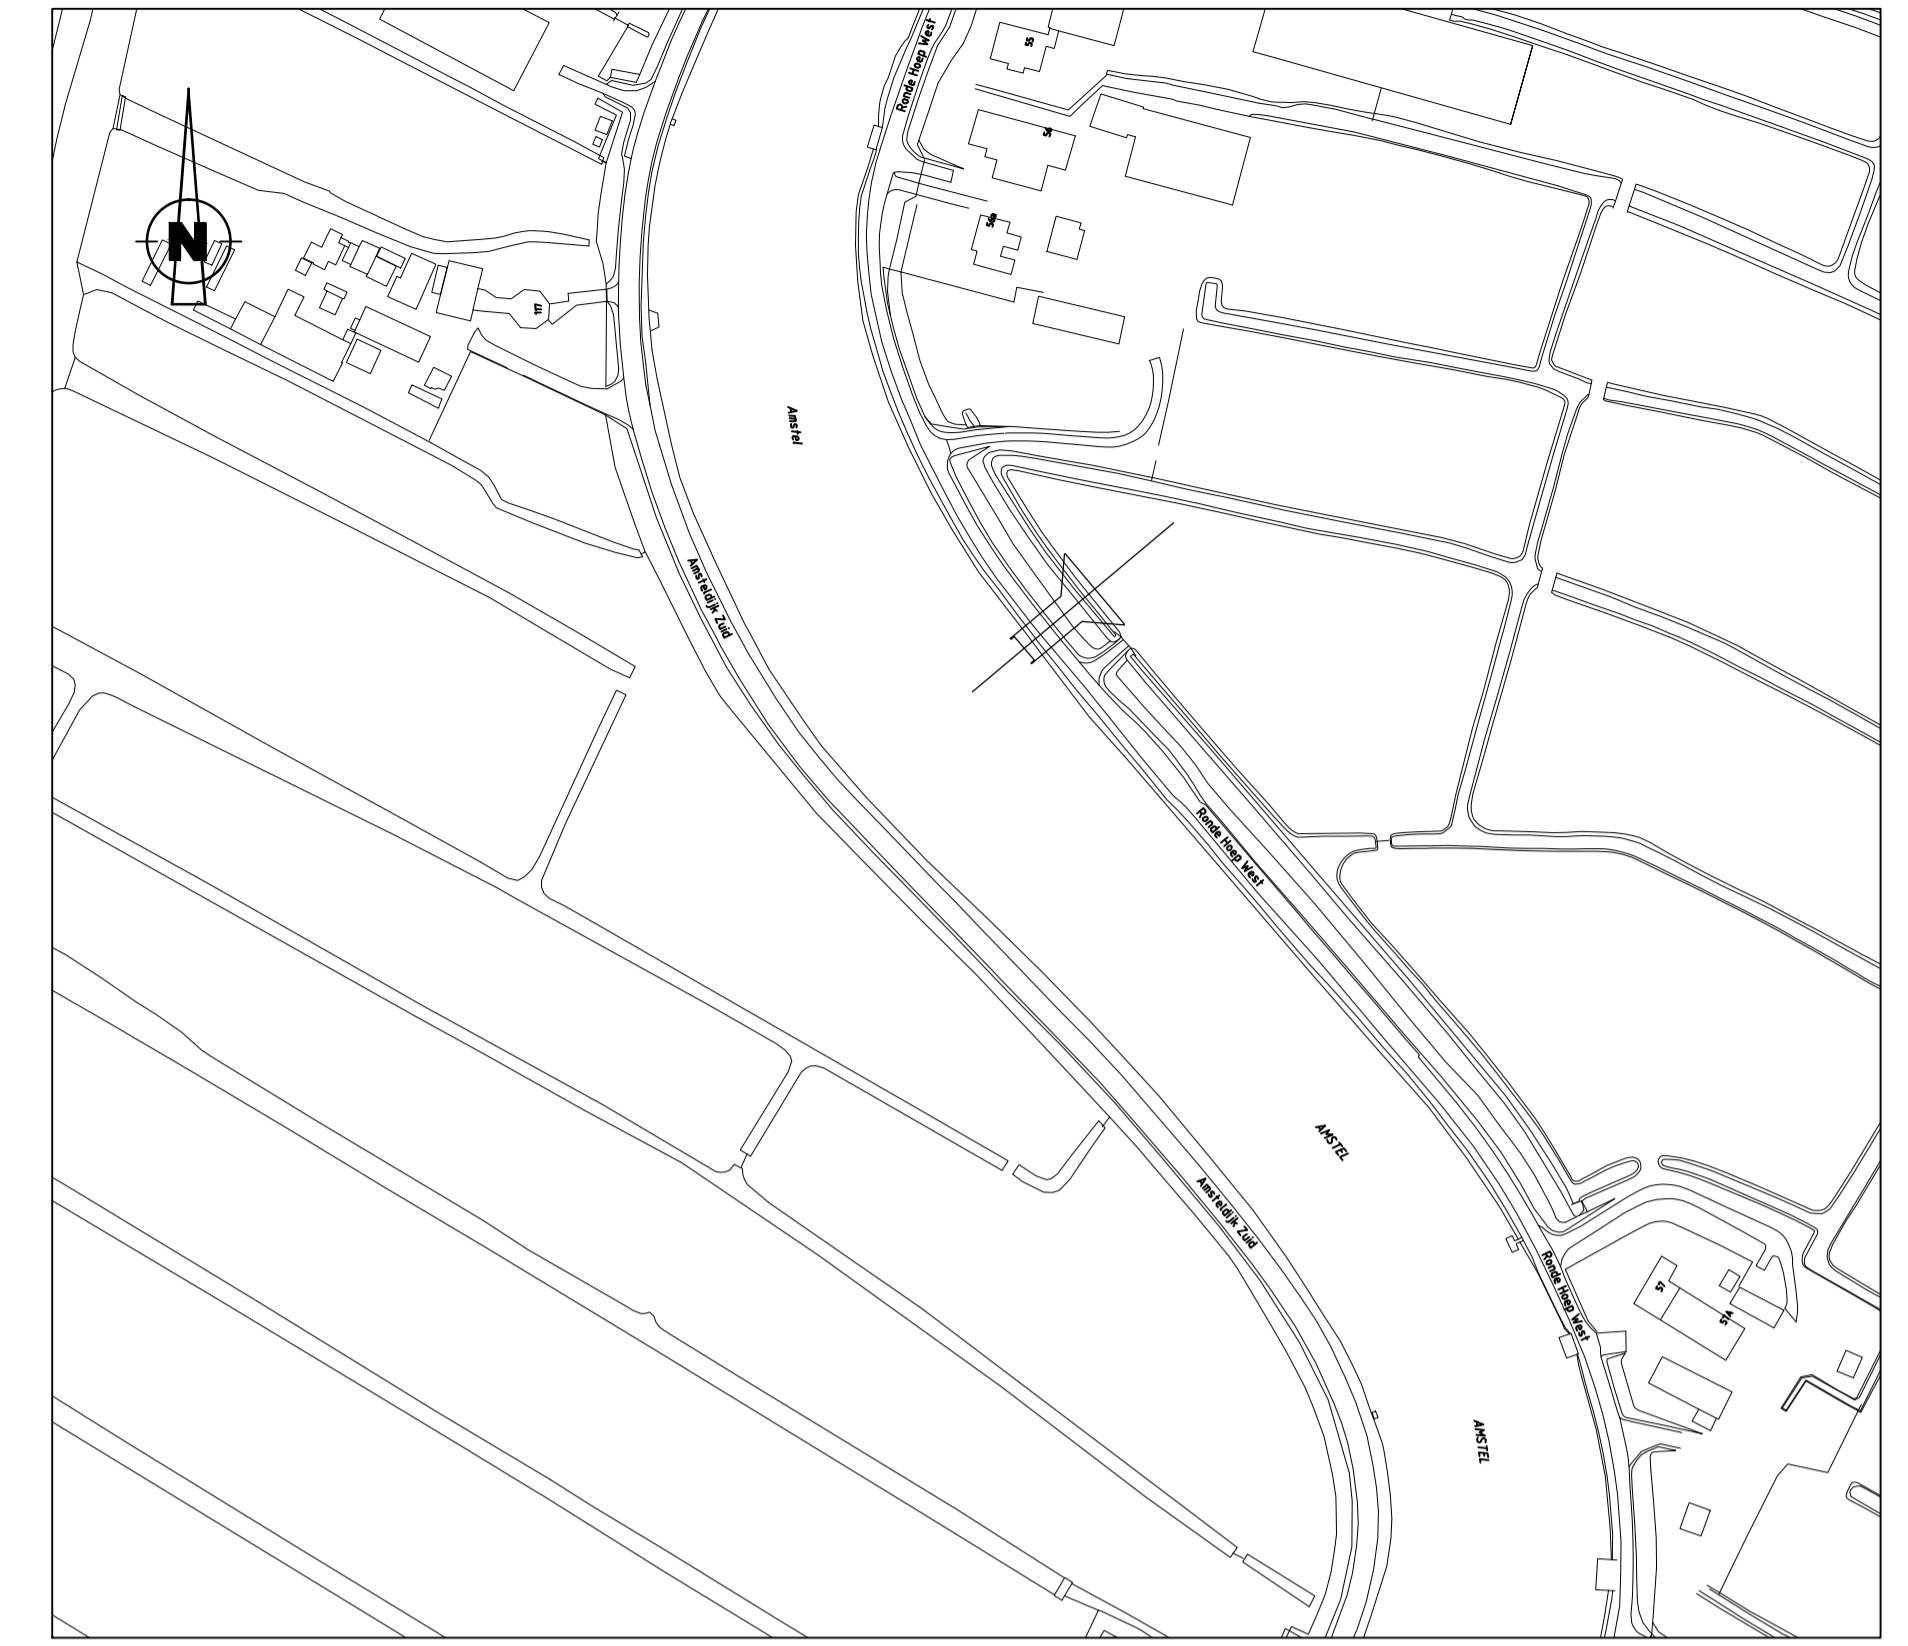 Ronde Hoep West
55
56
56a
N
117
Amstel
Amsteldijk Zuid
Ronde Hoep West
AMSTEL
Amsteldijk Zuid
Ronde Hoep West
57
57A
AMSTEL